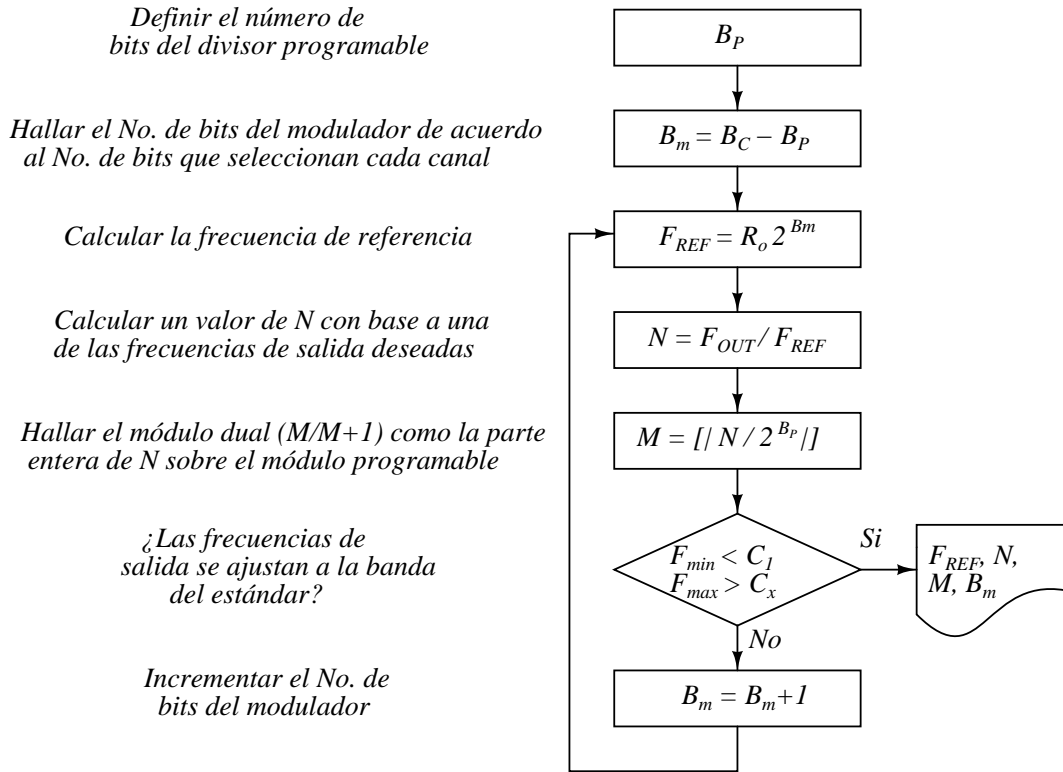 Definir el número de
bits del divisor programable
B_P
Hallar el No. de bits del modulador de acuerdo
al No. de bits que seleccionan cada canal
B_m = B_C – B_P
Calcular la frecuencia de referencia
F_REF = R_o 2^Bm
Calcular un valor de N con base a una
de las frecuencias de salida deseadas
N = F_OUT / F_REF
Hallar el módulo dual (M/M+1) como la parte
entera de N sobre el módulo programable
M = [| N / 2^B_P |]
¿Las frecuencias de
salida se ajustan a la banda
del estándar?
F_min < C_1
F_max > C_x
Si
F_REF, N,
M, B_m
No
Incrementar el No. de
bits del modulador
B_m = B_m+1